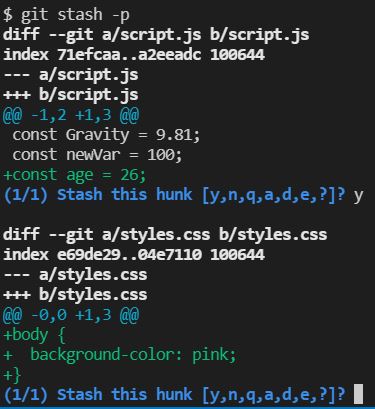 $ git stash -p
diff --git a/script.js b/script.js
index 71efcaa..a2eeadc 100644
--- a/script.js
+++ b/script.js
@@ -1,2 +1,3 @@
 const Gravity = 9.81;
 const newVar = 100;
+const age = 26;
(1/1) Stash this hunk [y,n,q,a,d,e,?]? y
diff --git a/styles.css b/styles.css
index e69de29..04e7110 100644
--- a/styles.css
+++ b/styles.css
@@ -0,0 +1,3 @@
+body {
+  background-color: pink;
+}
(1/1) Stash this hunk [y,n,q,a,d,e,?]?